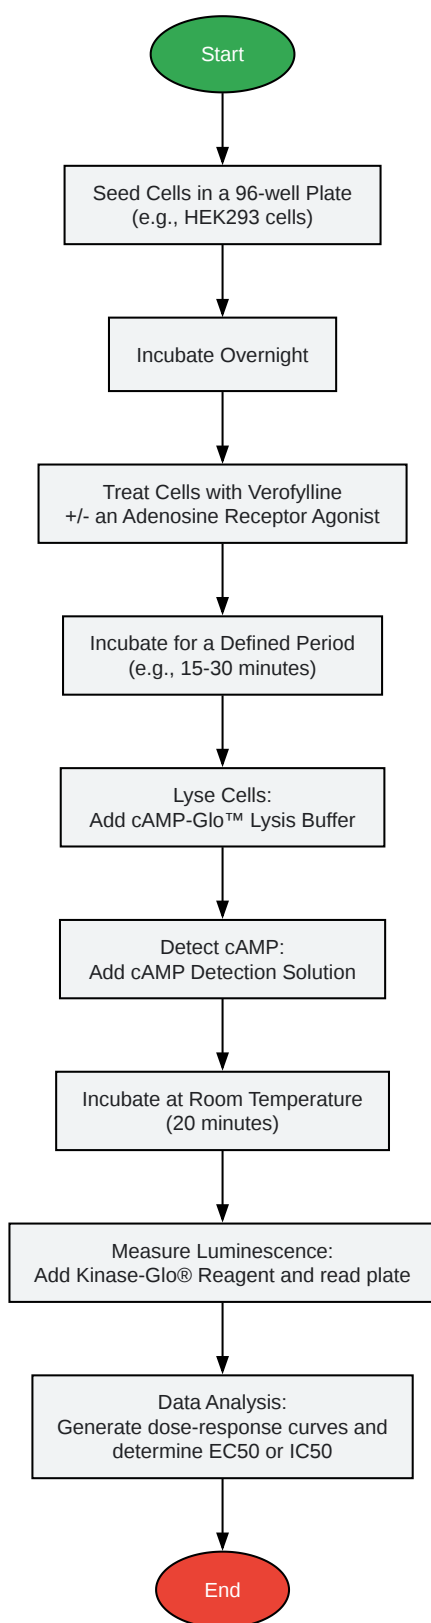 Start
Seed Cells in a 96-well Plate
(e.g., HEK293 cells)
Incubate Overnight
Treat Cells with Verofylline
+/- an Adenosine Receptor Agonist
Incubate for a Defined Period
(e.g., 15-30 minutes)
Lyse Cells:
Add cAMP-Glo™ Lysis Buffer
Detect cAMP:
Add cAMP Detection Solution
Incubate at Room Temperature
(20 minutes)
Measure Luminescence:
Add Kinase-Glo® Reagent and read plate
Data Analysis:
Generate dose-response curves and
determine EC50 or IC50
End